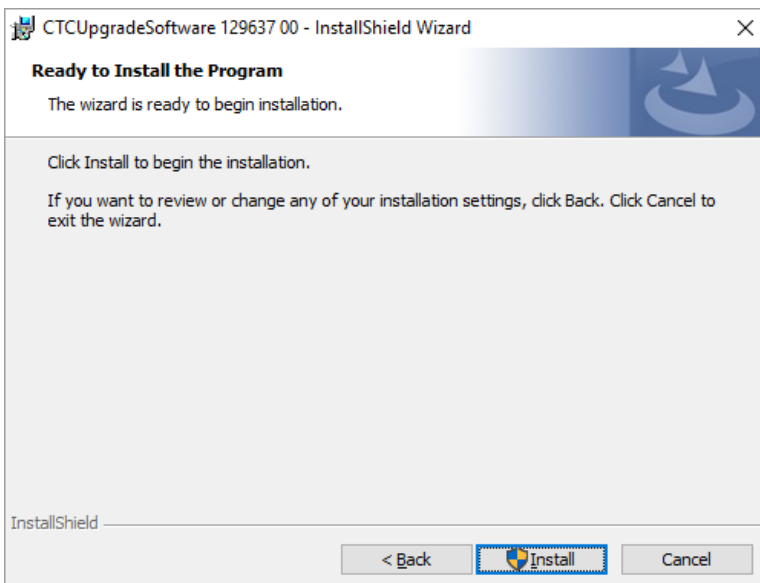 CTCUpgradeSoftware 129637 00 - InstallShield Wizard
Ready to Install the Program
The wizard is ready to begin installation.
Click Install to begin the installation.
If you want to review or change any of your installation settings, click Back. Click Cancel to
exit the wizard.
InstallShield
< Back
Install
Cancel